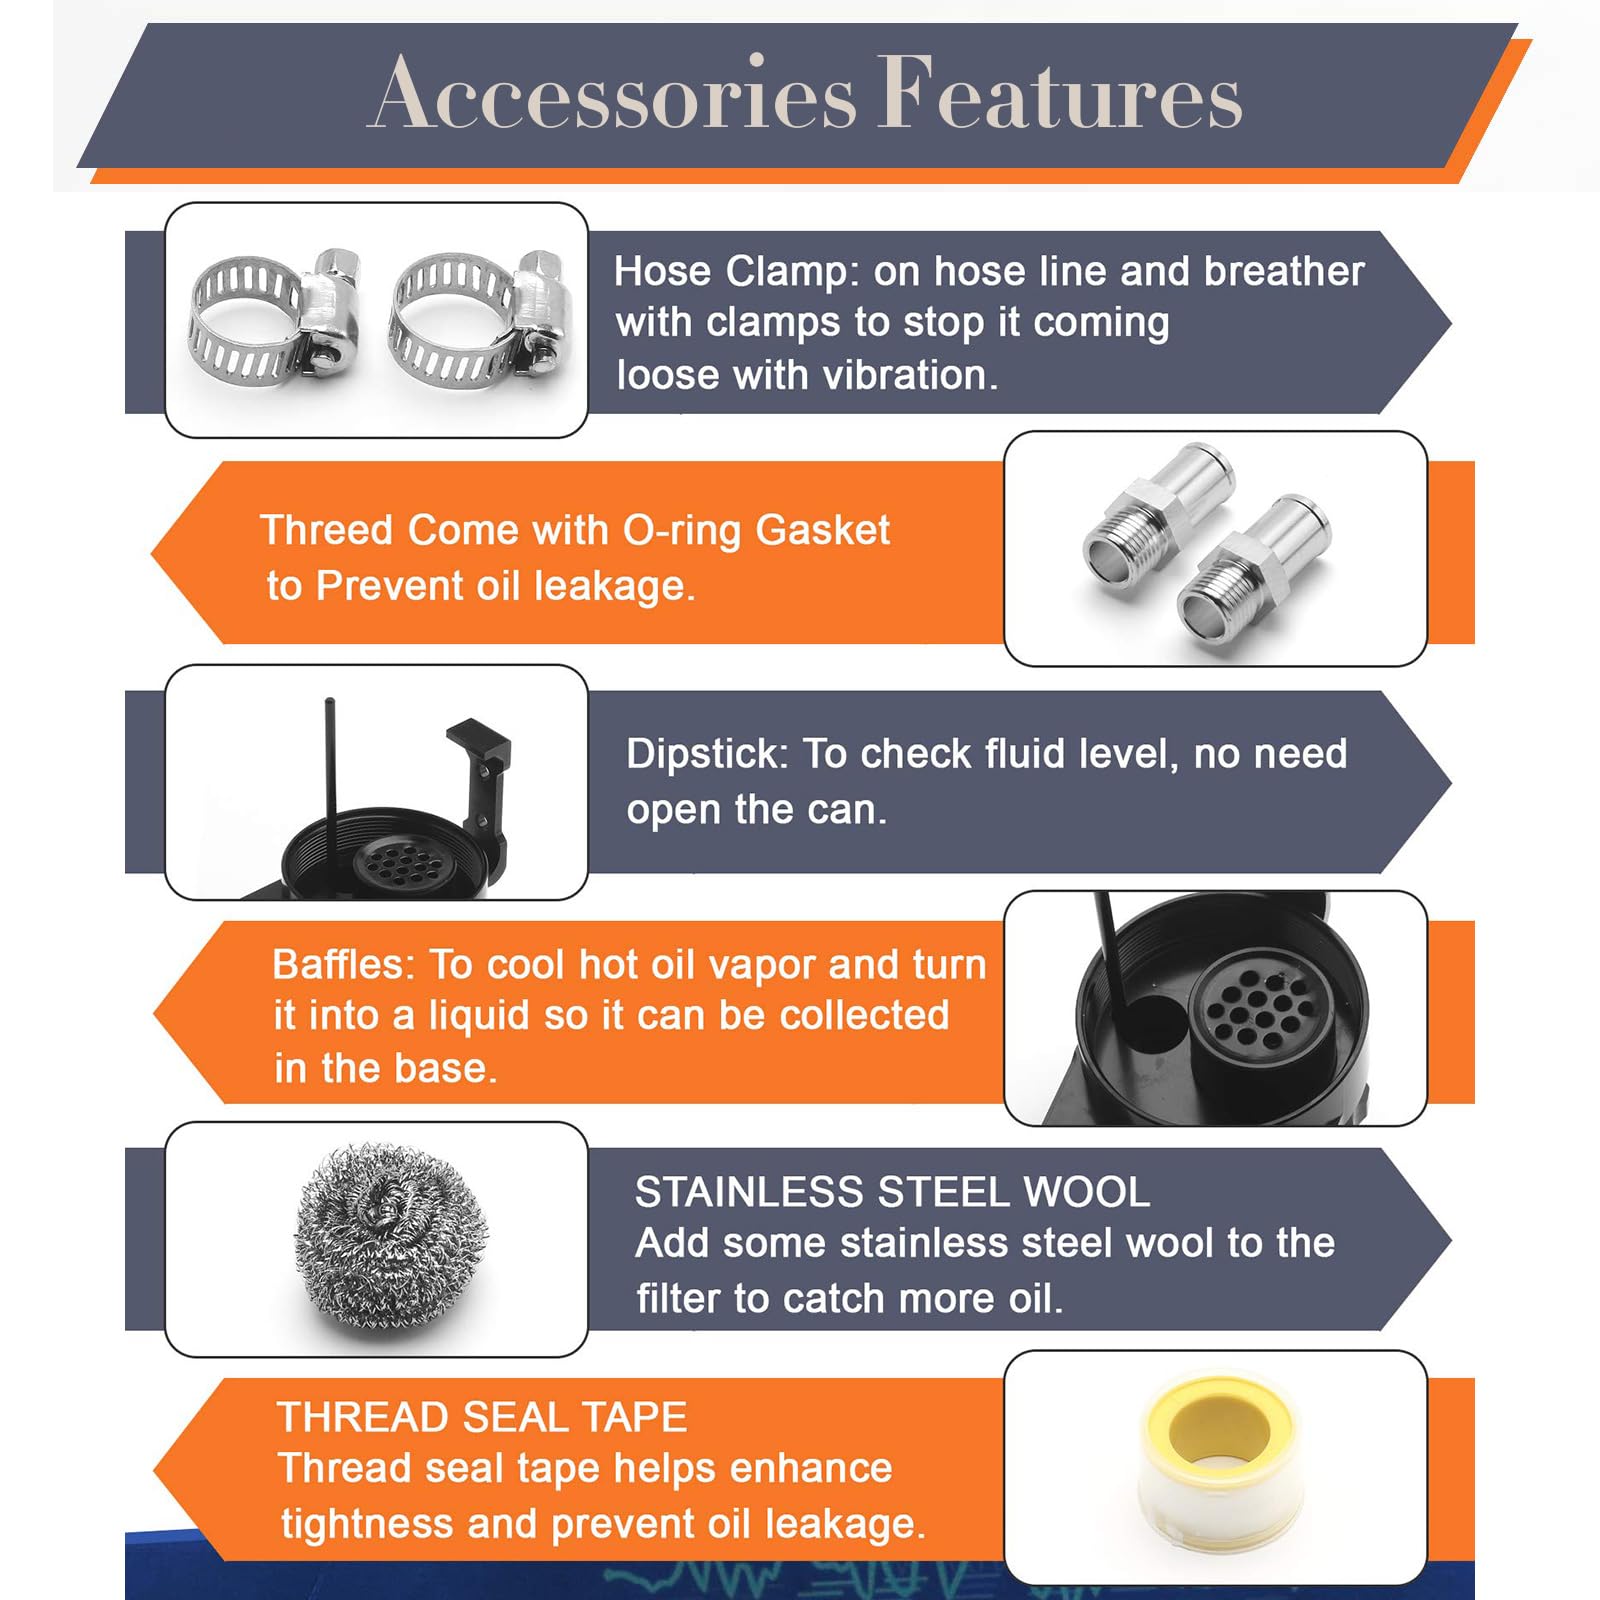 Accessories Features
Hose Clamp: on hose line and breather
with clamps to stop it coming
loose with vibration.
Threed Come with O-ring Gasket
to Prevent oil leakage.
Dipstick: To check fluid level, no need
open the can.
Baffles: To cool hot oil vapor and turn
it into a liquid so it can be collected
in the base.
STAINLESS STEEL WOOL
Add some stainless steel wool to the
filter to catch more oil.
THREAD SEAL TAPE
Thread seal tape helps enhance
tightness and prevent oil leakage.